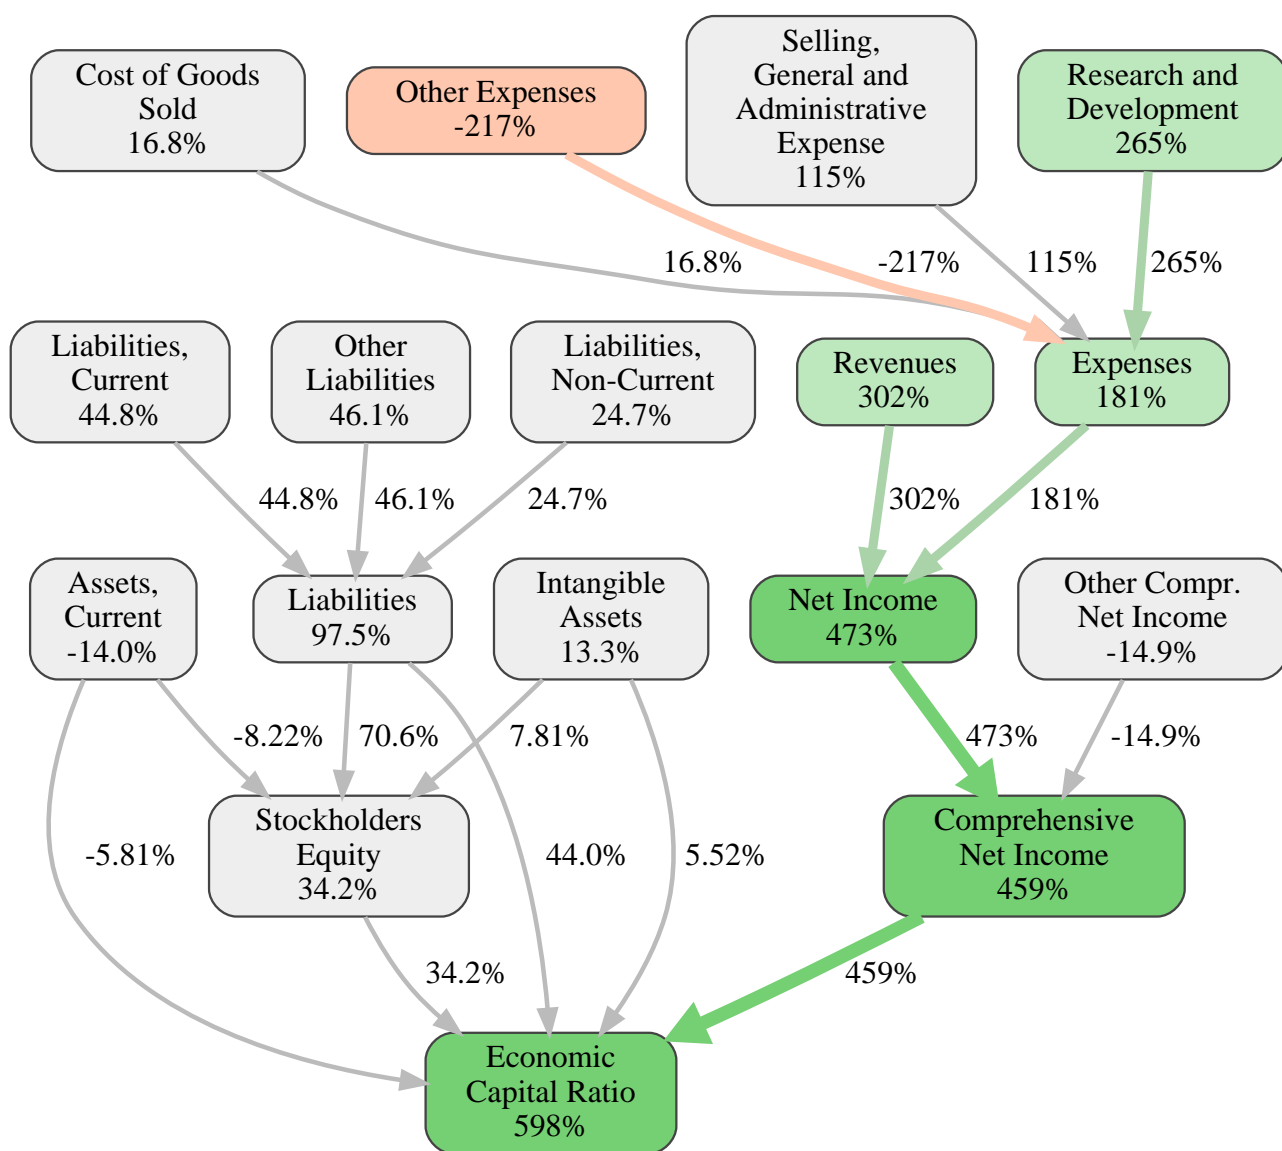 Cost of Goods
Sold
16.8%
Other Expenses
-217%
Selling,
General and
Administrative
Expense
115%
Research and
Development
265%
16.8%
-217%
115%
265%
Liabilities,
Current
44.8%
Other
Liabilities
46.1%
Liabilities,
Non-Current
24.7%
Revenues
302%
Expenses
181%
44.8%
46.1%
24.7%
302%
181%
Assets,
Current
-14.0%
Liabilities
97.5%
Intangible
Assets
13.3%
Net Income
473%
Other Compr.
Net Income
-14.9%
-8.22%
70.6%
7.81%
473%
-14.9%
Stockholders
Equity
34.2%
Comprehensive
Net Income
459%
-5.81%
44.0%
5.52%
34.2%
459%
Economic
Capital Ratio
598%